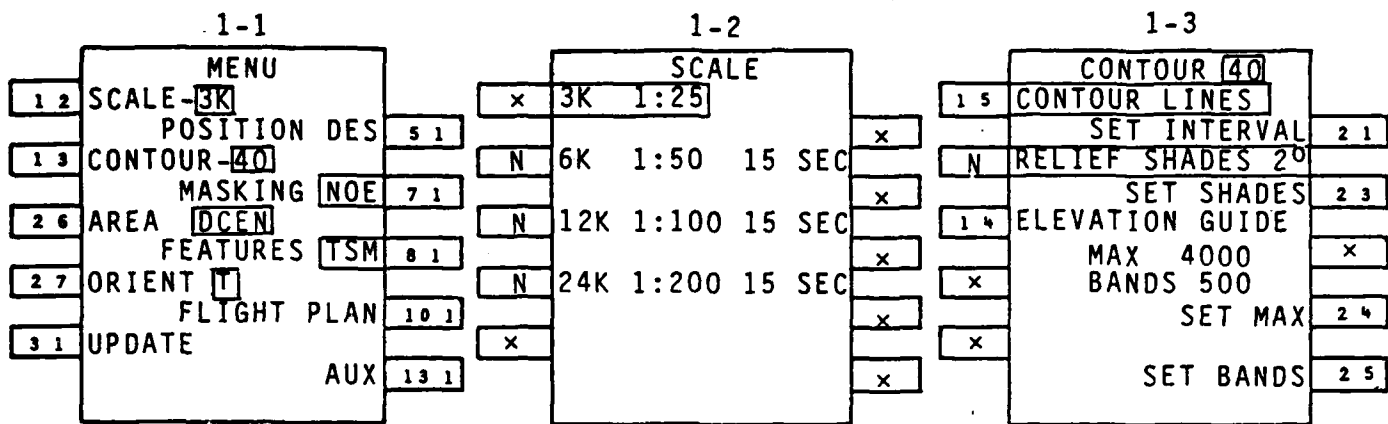 1-1
MENU
1 2 SCALE-3K
POSITION DES 5 1
1 3 CONTOUR-40
MASKING NOE 7 1
2 6 AREA DCEN
FEATURES TSM 8 1
2 7 ORIENT T
FLIGHT PLAN 10 1
3 1 UPDATE
AUX 13 1
1-2
SCALE
× 3K 1:25
×
N 6K 1:50 15 SEC
×
N 12K 1:100 15 SEC
×
N 24K 1:200 15 SEC
×
×
×
1-3
CONTOUR 40
1 5 CONTOUR LINES
SET INTERVAL 2 1
N RELIEF SHADES 2º
SET SHADES 2 3
1 4 ELEVATION GUIDE
MAX 4000 ×
× BANDS 500
SET MAX 2 4
×
SET BANDS 2 5